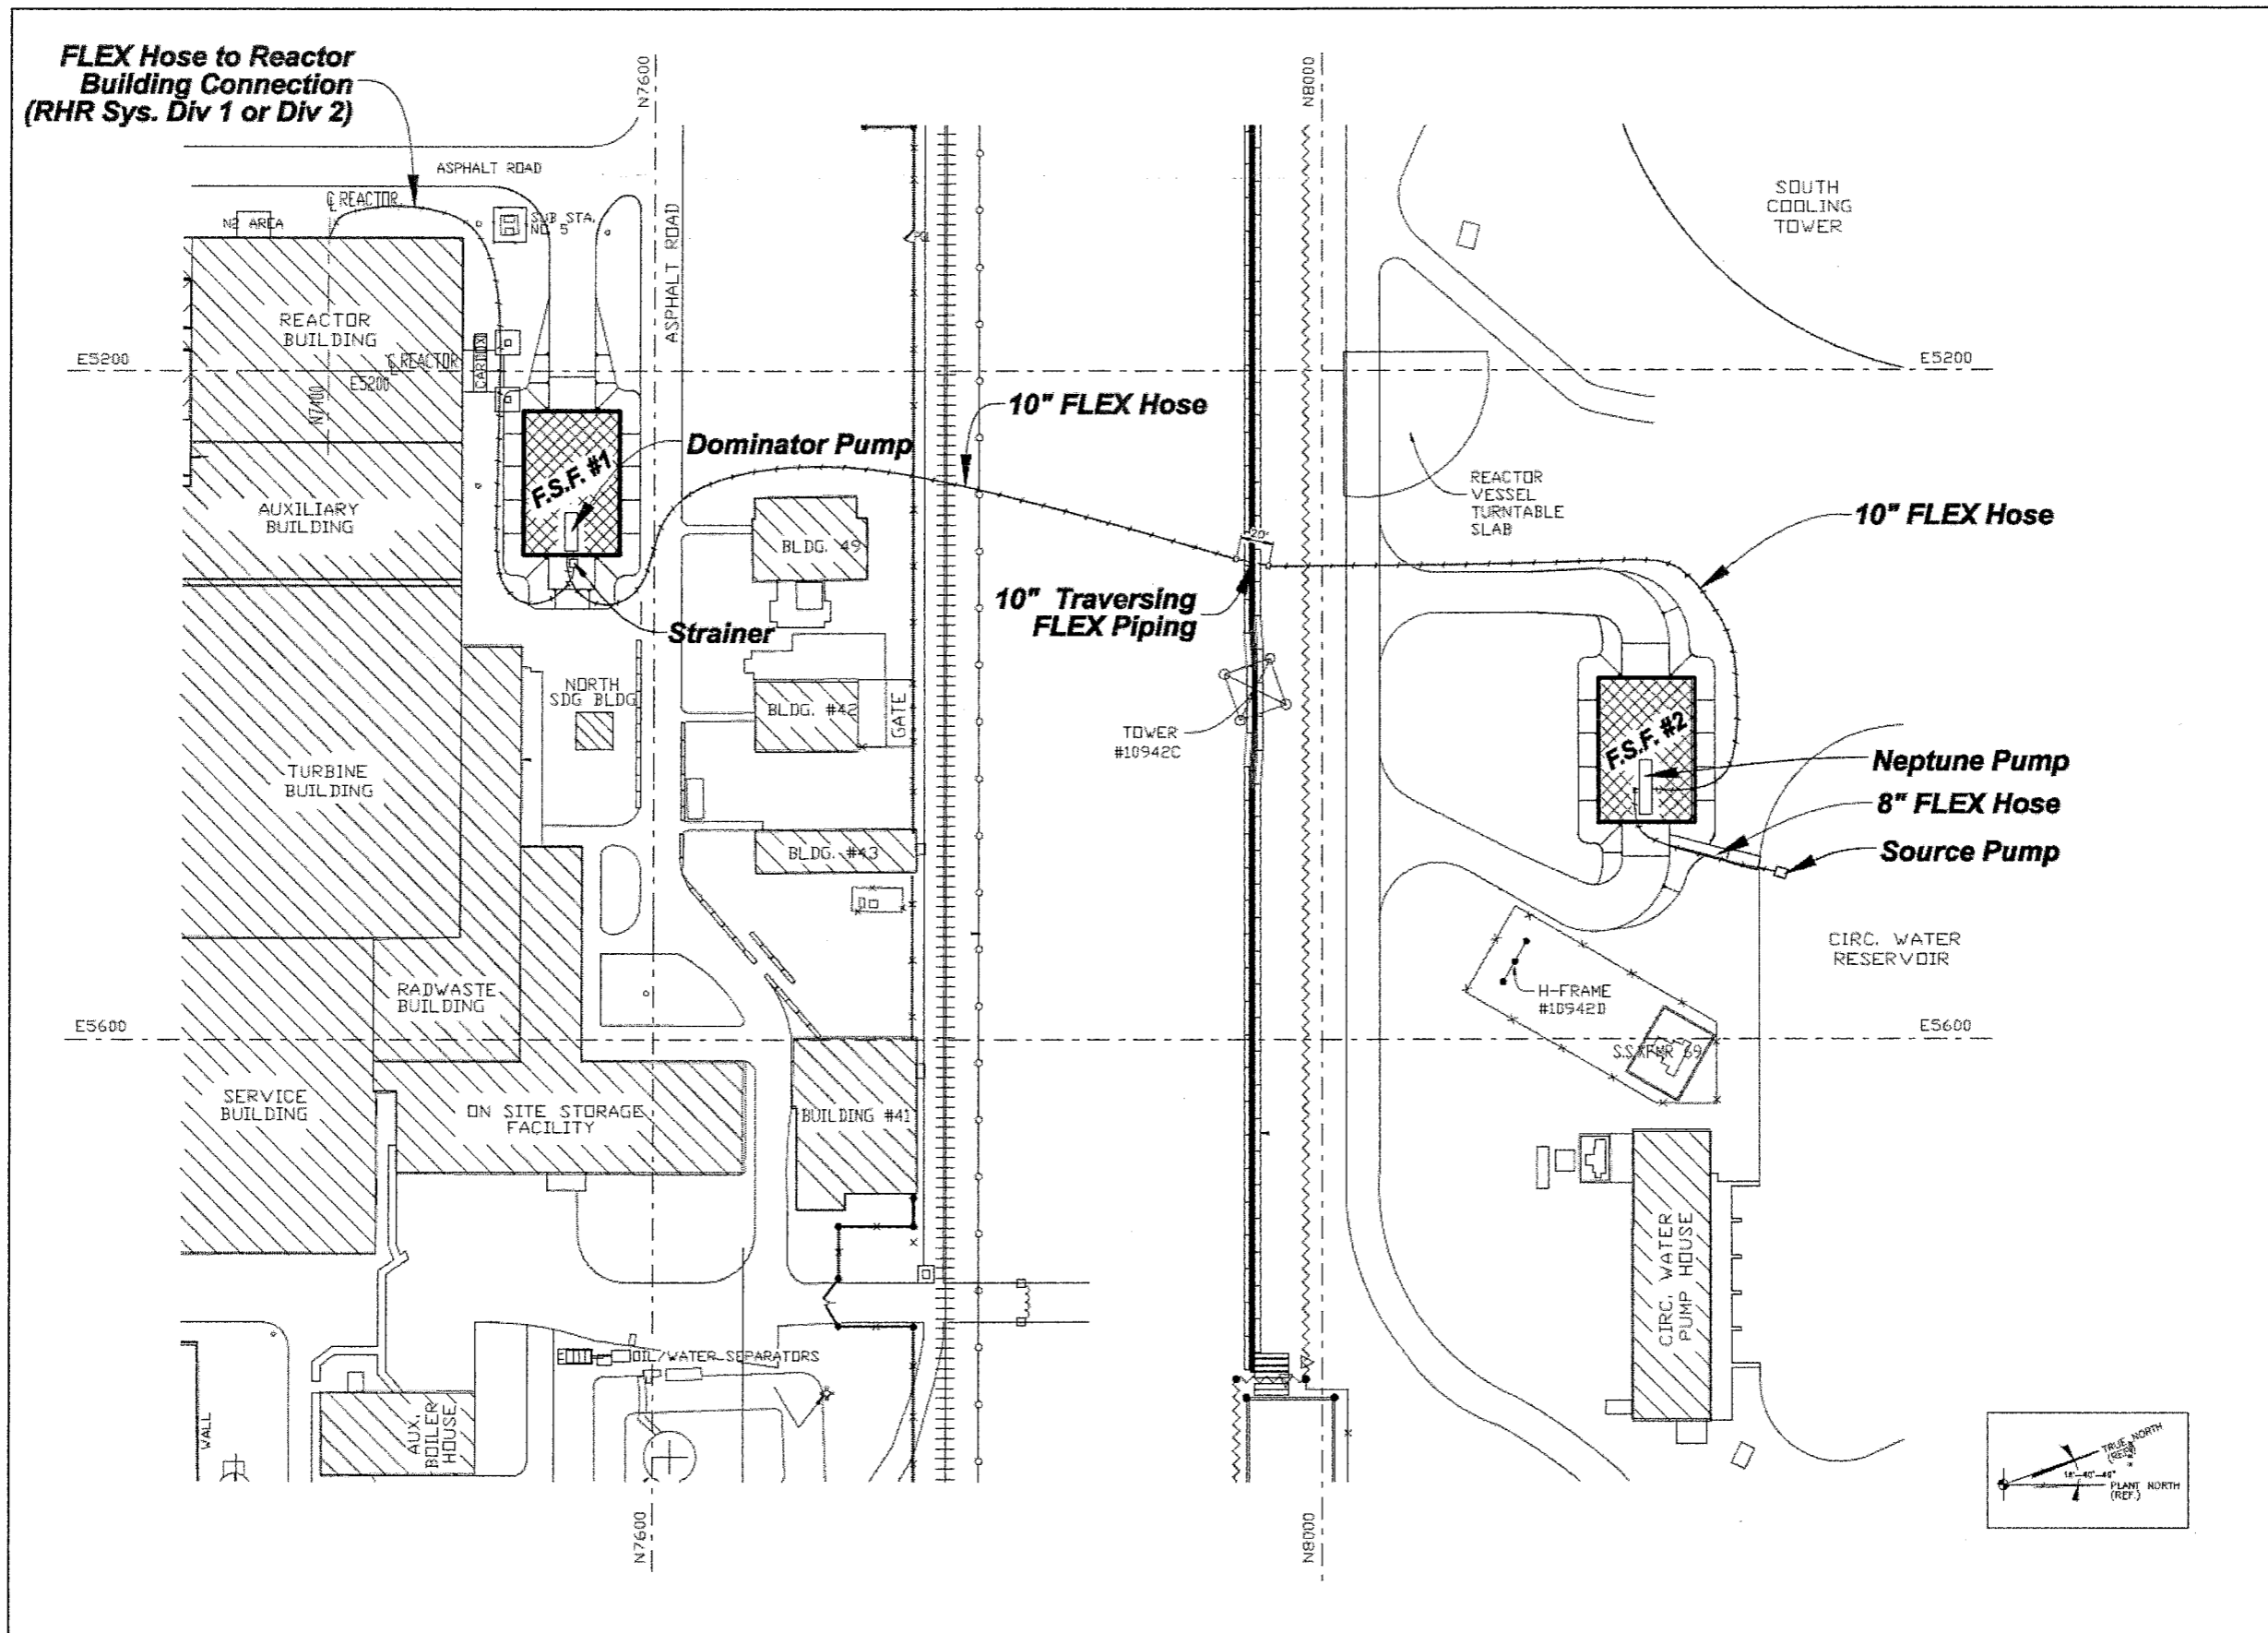 FLEX Hose to Reactor
Building Connection
(RHR Sys. Div 1 or Div 2)
N7600
N8000
ASPHALT ROAD
℄ REACTOR
N2 AREA
SUB STA.
NO 5
ASPHALT ROAD
SOUTH
COOLING
TOWER
REACTOR
BUILDING
E5200
℄ REACTOR
E5200
N7400
CARDOX
E5200
10" FLEX Hose
Dominator Pump
F.S.F. #1
20'
REACTOR
VESSEL
TURNTABLE
SLAB
10" FLEX Hose
AUXILIARY
BUILDING
BLDG. 49
10" Traversing
FLEX Piping
Strainer
NORTH
SDG BLDG
BLDG. #42
GATE
TOWER
#10942C
F.S.F. #2
Neptune Pump
8" FLEX Hose
Source Pump
TURBINE
BUILDING
BLDG. #43
CIRC. WATER
RESERVOIR
RADWASTE
BUILDING
H-FRAME
#10942D
E5600
E5600
S.S XFMR 69
SERVICE
BUILDING
ON SITE STORAGE
FACILITY
BUILDING #41
CIRC. WATER
PUMP HOUSE
OIL/WATER SEPARATORS
WALL
AUX.
BOILER
HOUSE
TRUE NORTH
(REF.)
PLANT NORTH
(REF.)
N7600
N8000